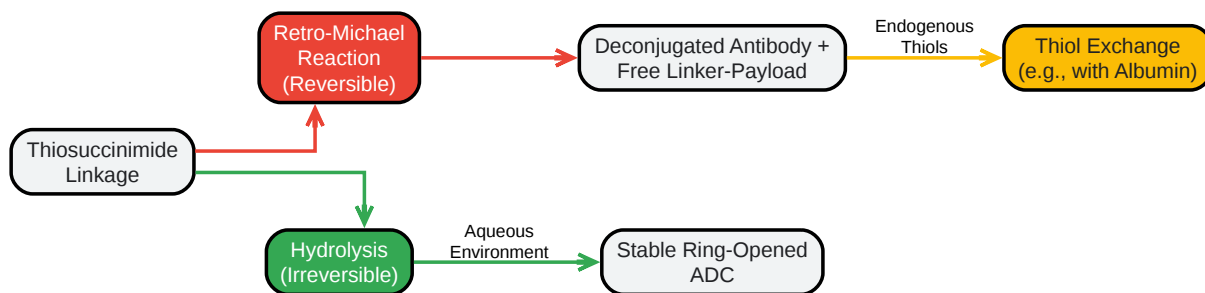 Retro-Michael
Reaction
(Reversible)
Deconjugated Antibody +
Free Linker-Payload
Endogenous
Thiols
Thiol Exchange
(e.g., with Albumin)
Thiosuccinimide
Linkage
Hydrolysis
(Irreversible)
Aqueous
Environment
Stable Ring-Opened
ADC